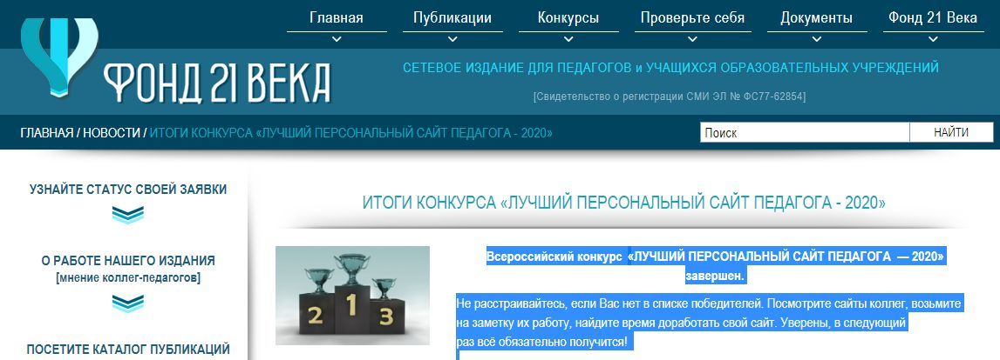 Главная
Публикации
Конкурсы
Проверьте себя
Документы
Фонд 21 Века
ФОНД 21 ВЕКА
СЕТЕВОЕ ИЗДАНИЕ ДЛЯ ПЕДАГОГОВ и УЧАЩИХСЯ ОБРАЗОВАТЕЛЬНЫХ УЧРЕЖДЕНИЙ
[Свидетельство о регистрации СМИ ЭЛ № ФС77-62854]
ГЛАВНАЯ / НОВОСТИ / ИТОГИ КОНКУРСА «ЛУЧШИЙ ПЕРСОНАЛЬНЫЙ САЙТ ПЕДАГОГА - 2020»
Поиск
НАЙТИ
УЗНАЙТЕ СТАТУС СВОЕЙ ЗАЯВКИ
О РАБОТЕ НАШЕГО ИЗДАНИЯ
[мнение коллег-педагогов]
ПОСЕТИТЕ КАТАЛОГ ПУБЛИКАЦИЙ
ИТОГИ КОНКУРСА «ЛУЧШИЙ ПЕРСОНАЛЬНЫЙ САЙТ ПЕДАГОГА - 2020»
2 1 3
Всероссийский конкурс «ЛУЧШИЙ ПЕРСОНАЛЬНЫЙ САЙТ ПЕДАГОГА — 2020»
завершен.
Не расстраивайтесь, если Вас нет в списке победителей. Посмотрите сайты коллег, возьмите
на заметку их работу, найдите время доработать свой сайт. Уверены, в следующий
раз всё обязательно получится!